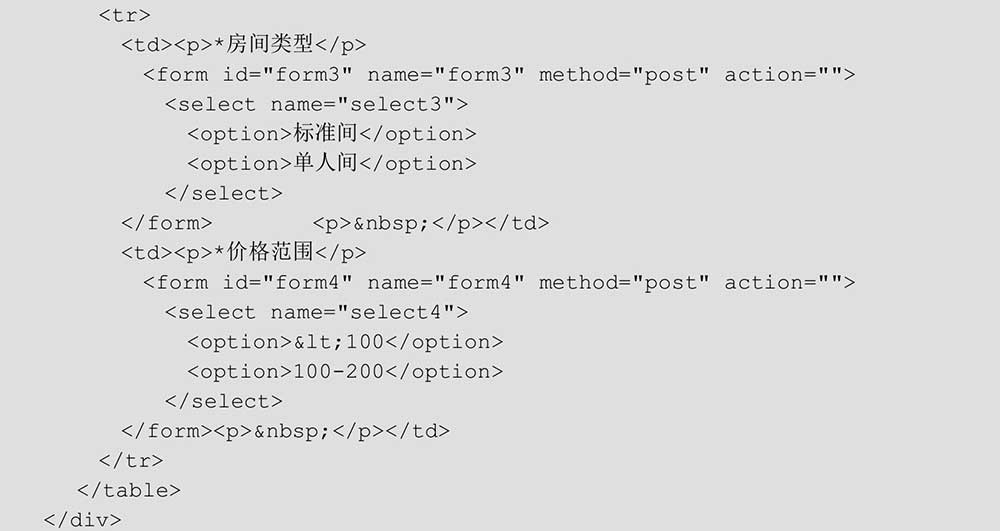 <tr>
<td><p>*房间类型</p>
<form id="form3" name="form3" method="post" action="">
<select name="select3">
<option>标准间</option>
<option>单人间</option>
</select>
</form>        <p>&nbsp;</p></td>
<td><p>*价格范围</p>
<form id="form4" name="form4" method="post" action="">
<select name="select4">
<option>&lt;100</option>
<option>100-200</option>
</select>
</form><p>&nbsp;</p></td>
</tr>
</table>
</div>